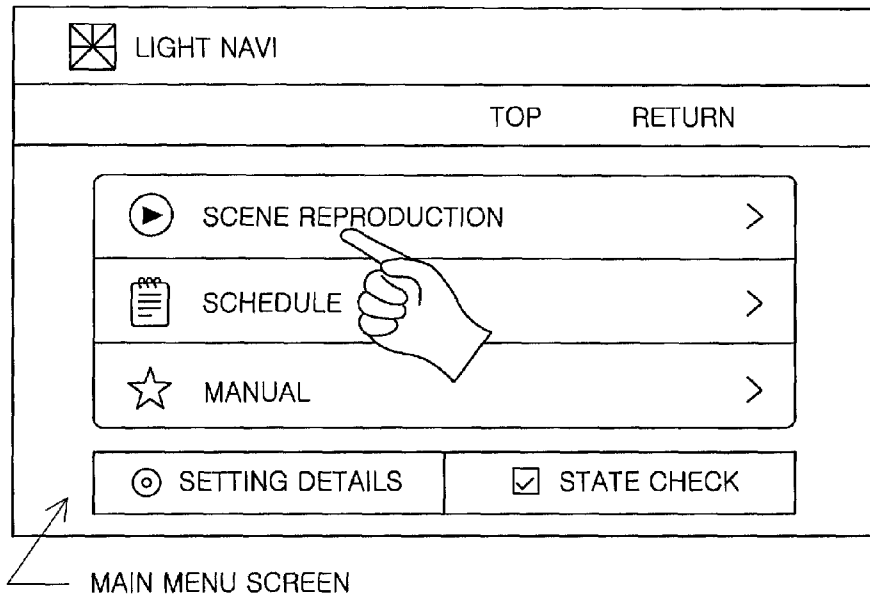 LIGHT NAVI
TOP RETURN
SCENE REPRODUCTION
SCHEDULE
MANUAL
SETTING DETAILS STATE CHECK
MAIN MENU SCREEN